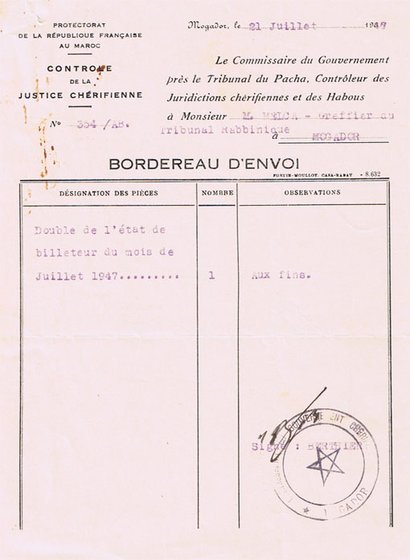 PROTECTORAT
DE LA RÉPUBLIQUE FRANÇAISE
AU MAROC
CONTROLE
DE LA
JUSTICE CHÉRIFIENNE
N° 394/AB.
Mogador, le 21 Juillet 1947
Le Commissaire du Gouvernement
près le Tribunal du Pacha, Contrôleur des
Juridictions chérifiennes et des Habous
à Monsieur M. MELCA - Greffier au
Tribunal Rabbinique
à MOGADOR
BORDEREAU D'ENVOI
FONTIN-MOULLOT, CASA-RABAT - 8.632
DÉSIGNATION DES PIÈCES NOMBRE OBSERVATIONS
Double de l'état de
billeteur du mois de
Juillet 1947......... 1 Aux fins.
Signé : BERTHIER